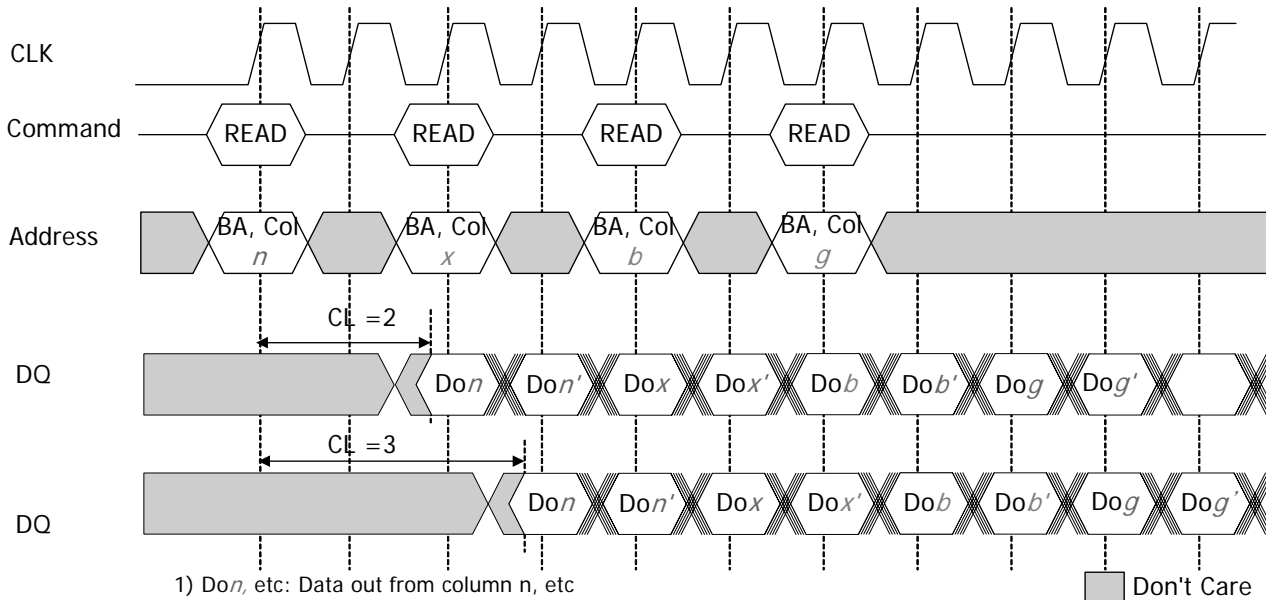 CLK
Command
READ
READ
READ
READ
Address
BA, Col
n
BA, Col
x
BA, Col
b
BA, Col
g
CL =2
DQ
Don
Don'
Dox
Dox'
Dob
Dob'
Dog
Dog'
CL =3
DQ
Don
Don'
Dox
Dox'
Dob
Dob'
Dog
Dog’
1) Don, etc: Data out from column n, etc
Don't Care